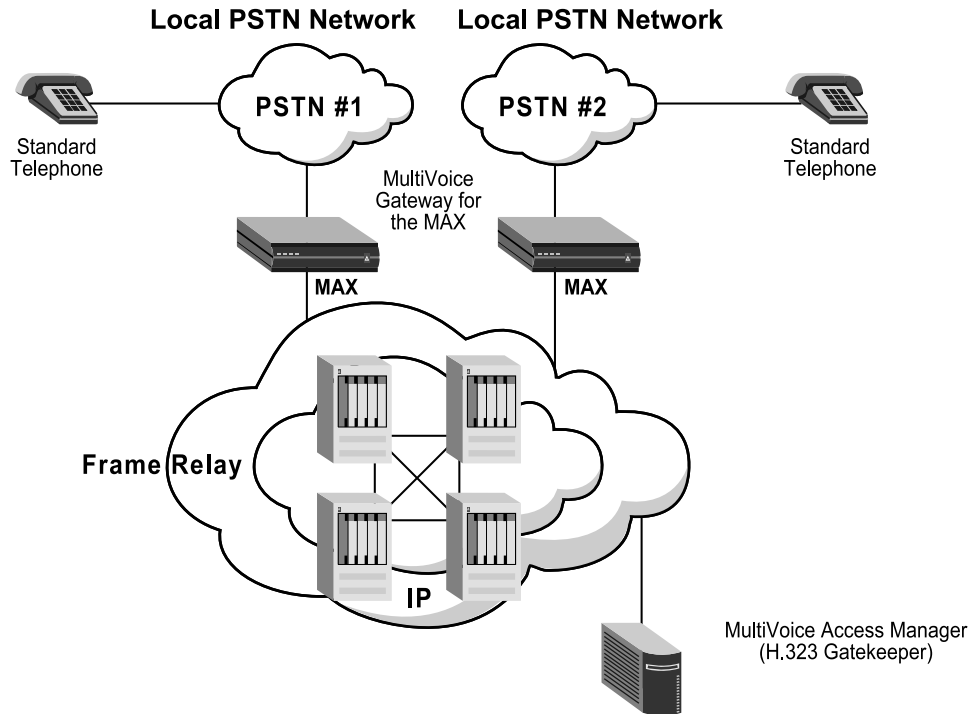 Local PSTN Network
Local PSTN Network
PSTN #1
PSTN #2
Standard
Telephone
Standard
Telephone
MultiVoice
Gateway for
the MAX
MAX
MAX
Frame Relay
IP
MultiVoice Access Manager
(H.323 Gatekeeper)